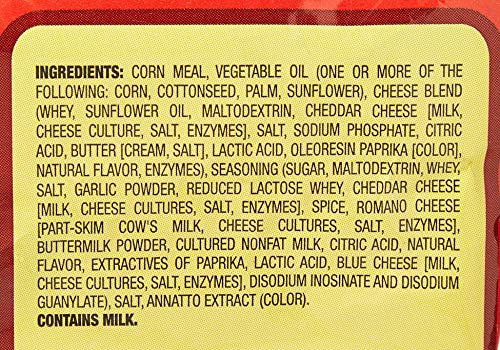 INGREDIENTS: CORN MEAL, VEGETABLE OIL (ONE OR MORE OF THE
FOLLOWING: CORN, COTTONSEED, PALM, SUNFLOWER), CHEESE BLEND
(WHEY, SUNFLOWER OIL, MALTODEXTRIN, CHEDDAR CHEESE [MILK,
CHEESE CULTURE, SALT, ENZYMES], SALT, SODIUM PHOSPHATE, CITRIC
ACID, BUTTER [CREAM, SALT], LACTIC ACID, OLEORESIN PAPRIKA [COLOR],
NATURAL FLAVOR, ENZYMES), SEASONING (SUGAR, MALTODEXTRIN, WHEY,
SALT, GARLIC POWDER, REDUCED LACTOSE WHEY, CHEDDAR CHEESE
[MILK, CHEESE CULTURES, SALT, ENZYMES], SPICE, ROMANO CHEESE
[PART-SKIM COW'S MILK, CHEESE CULTURES, SALT, ENZYMES],
BUTTERMILK POWDER, CULTURED NONFAT MILK, CITRIC ACID, NATURAL
FLAVOR, EXTRACTIVES OF PAPRIKA, LACTIC ACID, BLUE CHEESE [MILK,
CHEESE CULTURES, SALT, ENZYMES], DISODIUM INOSINATE AND DISODIUM
GUANYLATE), SALT, ANNATTO EXTRACT (COLOR).
CONTAINS MILK.